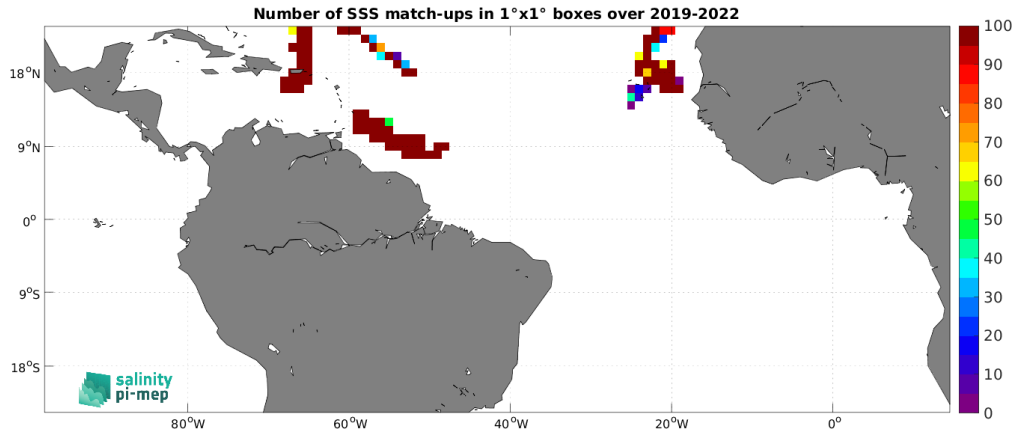 Number of SSS match-ups in 1°x1° boxes over 2019-2022
100
90
80
70
60
50
40
30
20
10
0
18°N
9°N
0°
9°S
18°S
80°W
60°W
40°W
20°W
0°
salinity
pi-mep